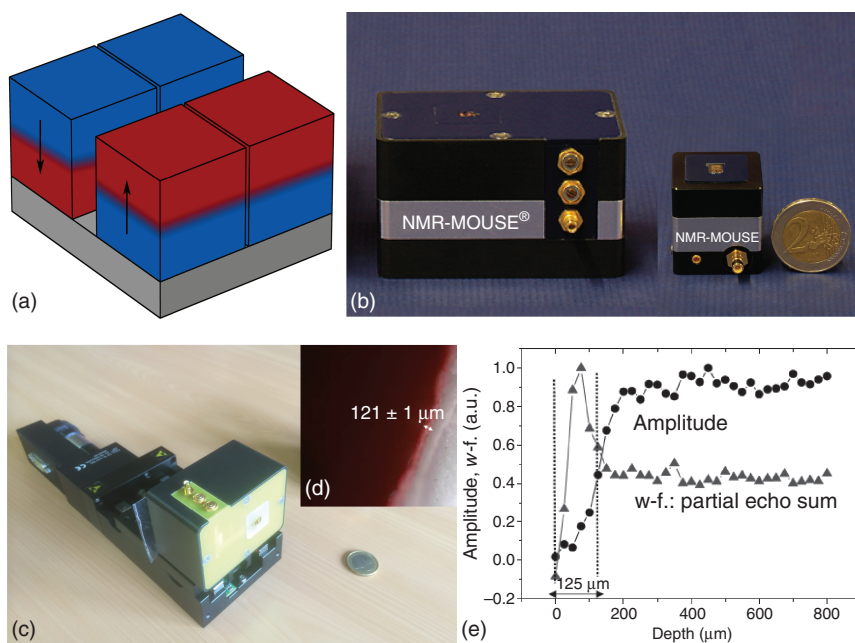 (a)
NMR-MOUSE®
NMR-MOUSE
2
(b)
121 ± 1 μm
(d)
(c)
Amplitude, w-f. (a.u.)
1.0
0.8
0.6
0.4
0.2
0.0
−0.2
Amplitude
w-f.: partial echo sum
125 μm
0 200 400 600 800
Depth (μm)
(e)